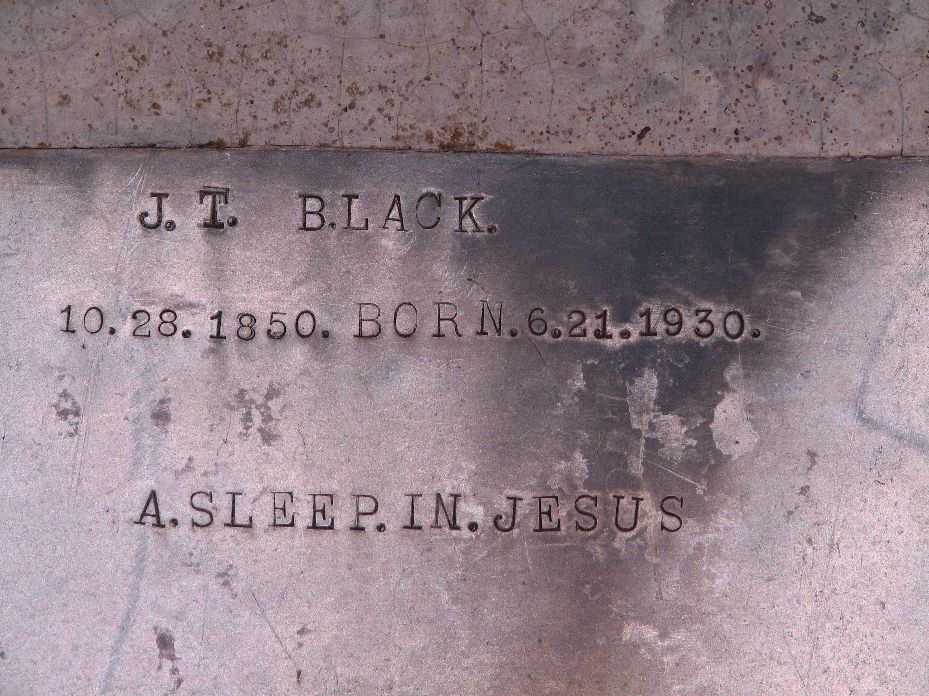 J. T. B.LACK.
10.28.1850. BORN.6.21.1930.
A.SLEEP.IN.JESUS